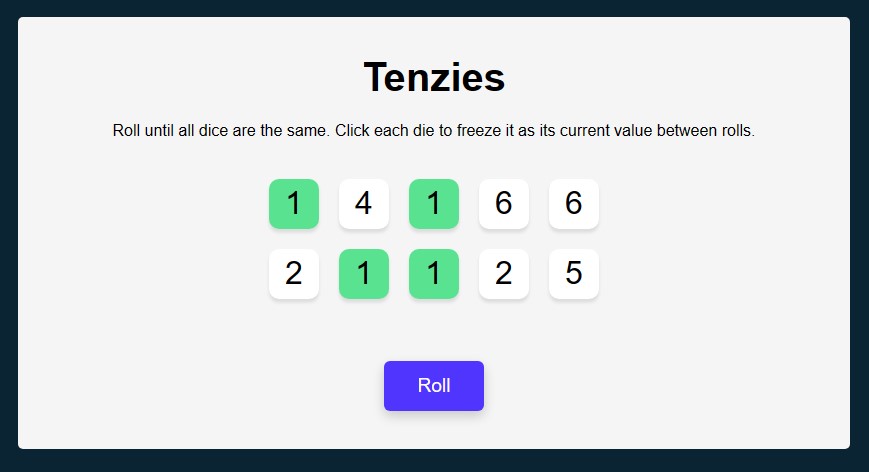 Tenzies
Roll until all dice are the same. Click each die to freeze it as its current value between rolls.
1 4 1 6 6
2 1 1 2 5
Roll